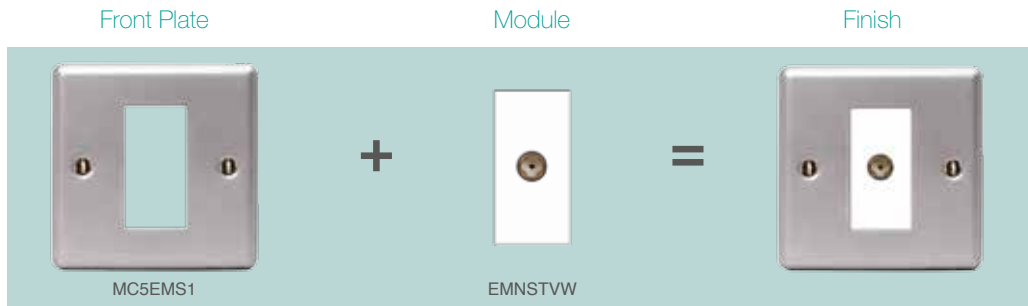 Front Plate
Module
Finish
+
=
MC5EMS1
EMNSTVW